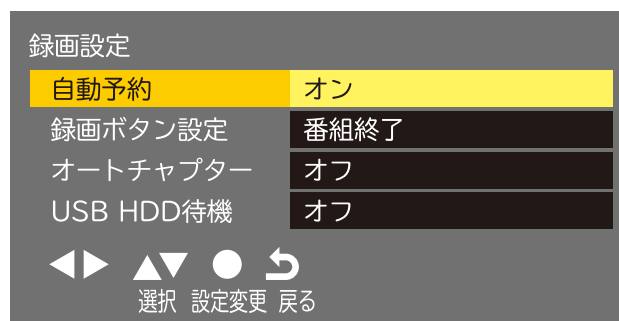 録画設定
自動予約 オン
録画ボタン設定 番組終了
オートチャプター オフ
USB HDD待機 オフ
選択 設定変更 戻る